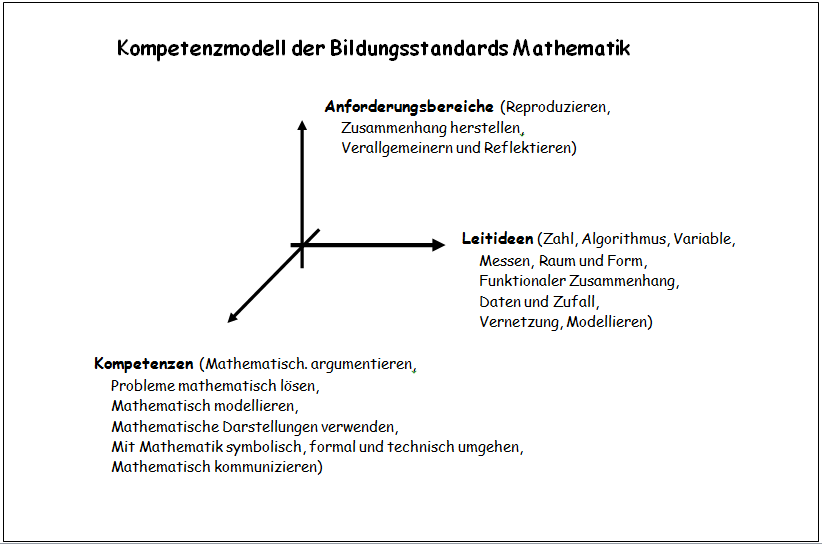 Kompetenzmodell der Bildungsstandards Mathematik
Anforderungsbereiche (Reproduzieren,
Zusammenhang herstellen,
Verallgemeinern und Reflektieren)
Leitideen (Zahl, Algorithmus, Variable,
Messen, Raum und Form,
Funktionaler Zusammenhang,
Daten und Zufall,
Vernetzung, Modellieren)
Kompetenzen (Mathematisch. argumentieren,
Probleme mathematisch lösen,
Mathematisch modellieren,
Mathematische Darstellungen verwenden,
Mit Mathematik symbolisch, formal und technisch umgehen,
Mathematisch kommunizieren)